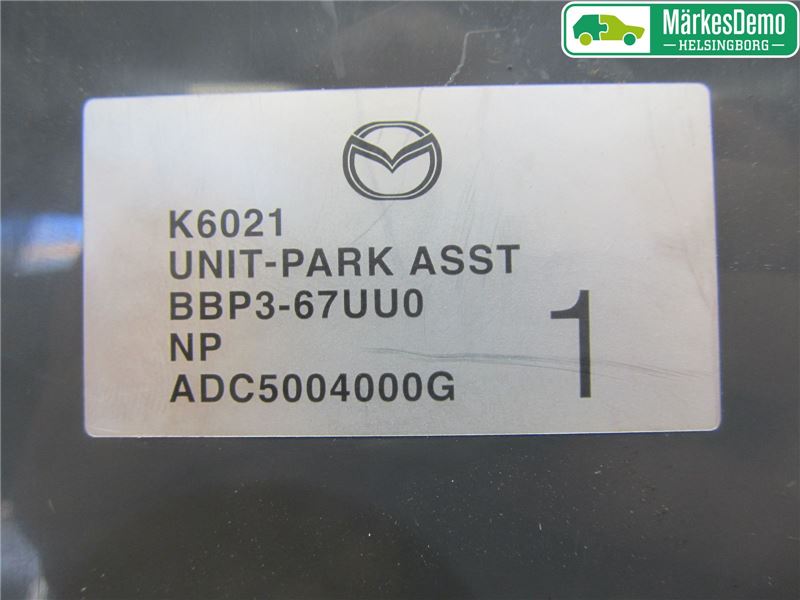 MärkesDemo
HELSINGBORG
K6021
UNIT-PARK ASST
BBP3-67UU0
NP
ADC5004000G
1